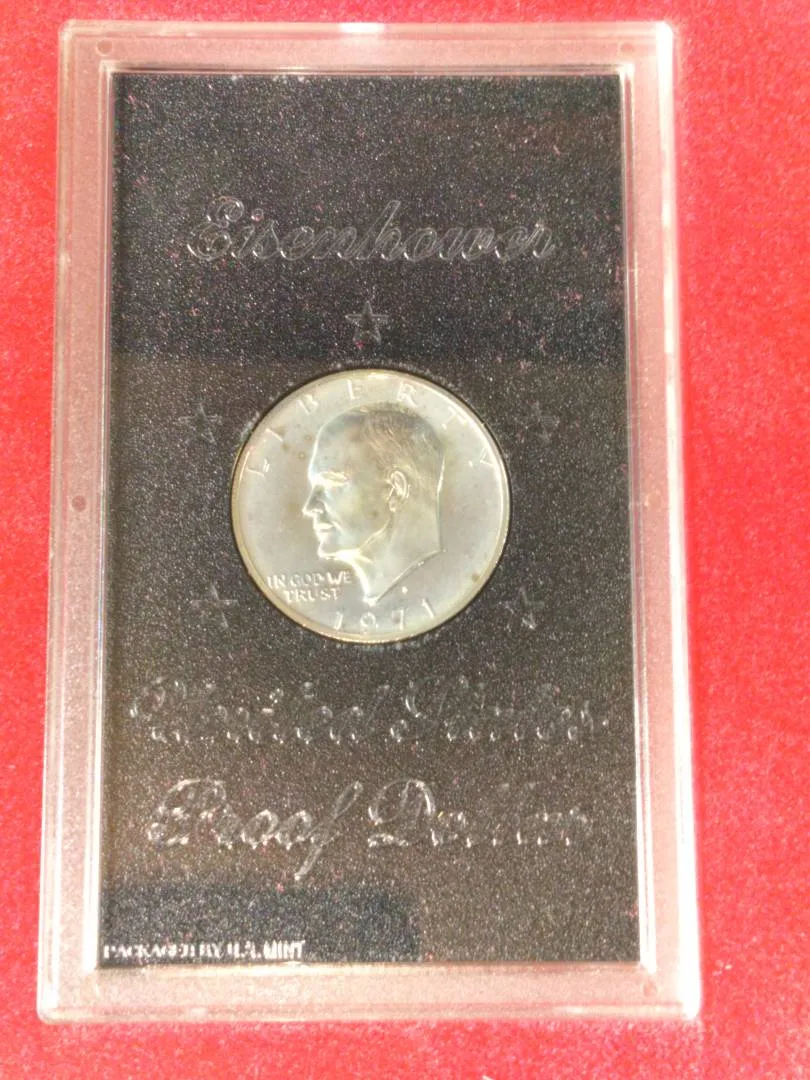 Eisenhower
LIBERTY
IN GOD WE
TRUST
1971
United States
Proof Dollar
PACKAGED BY U.S. MINT